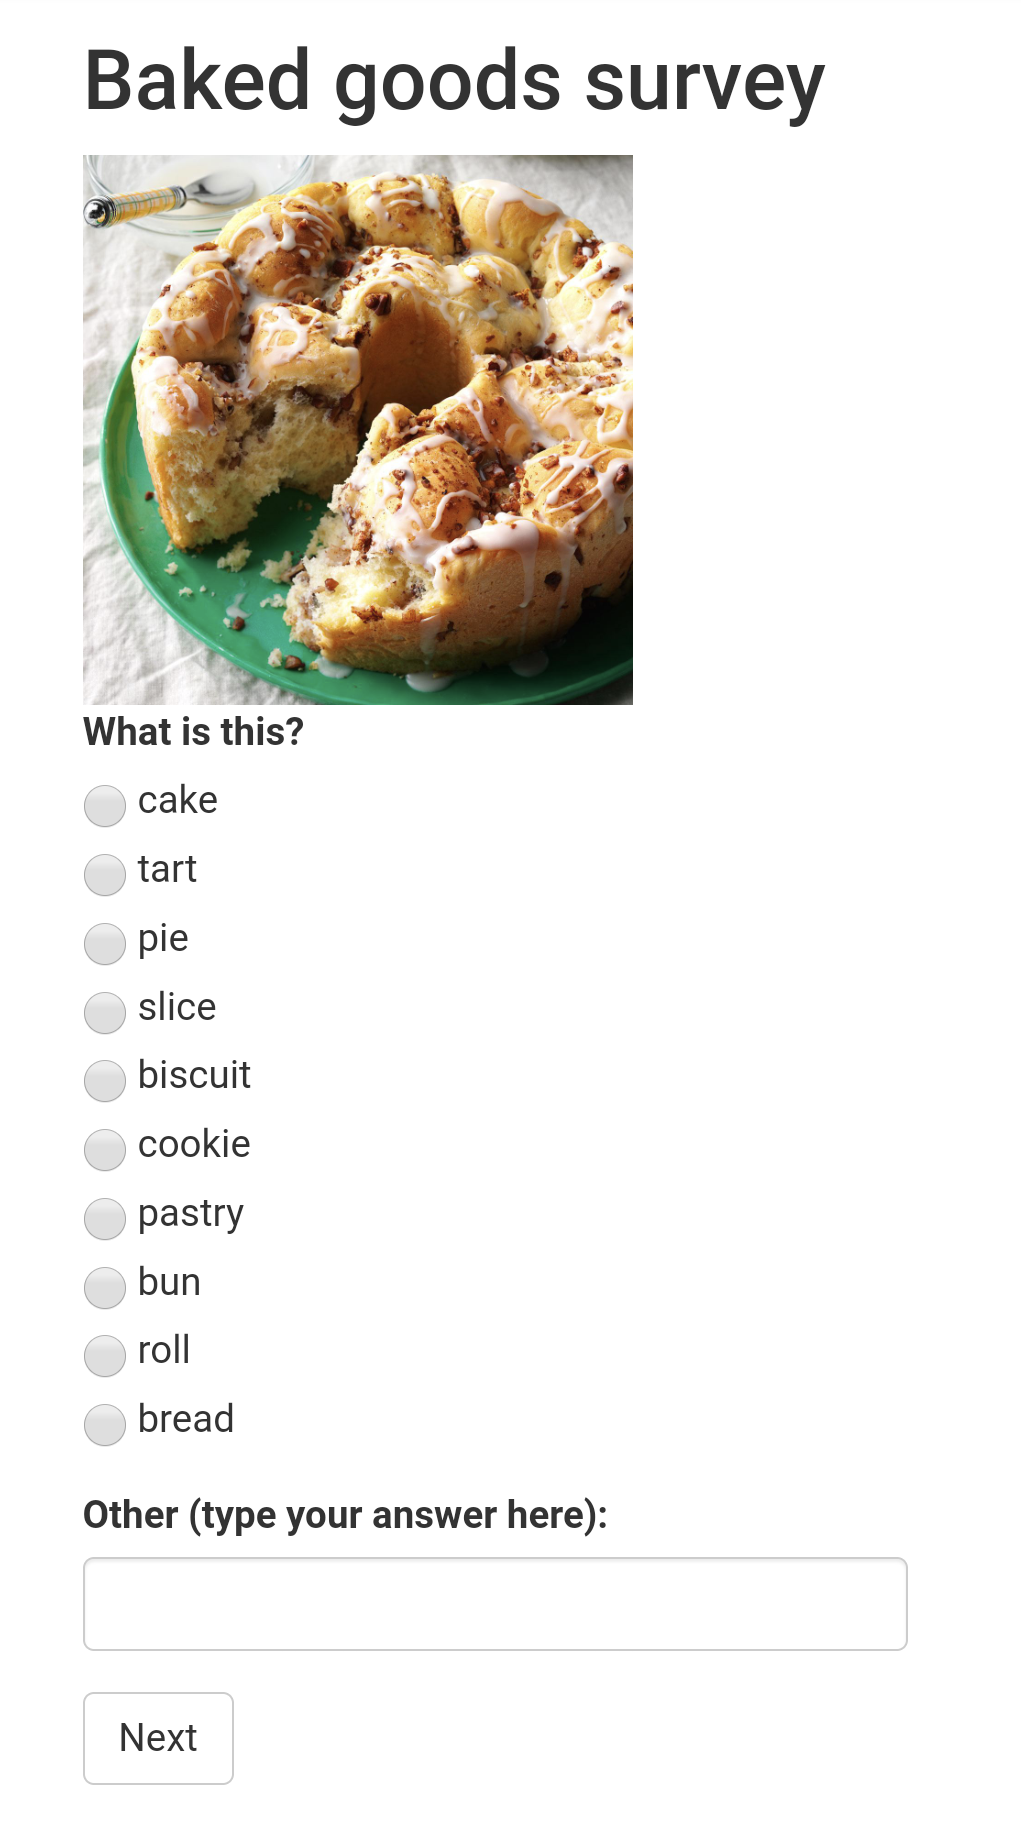 Baked goods survey
What is this?
cake
tart
pie
slice
biscuit
cookie
pastry
bun
roll
bread
Other (type your answer here):
Next